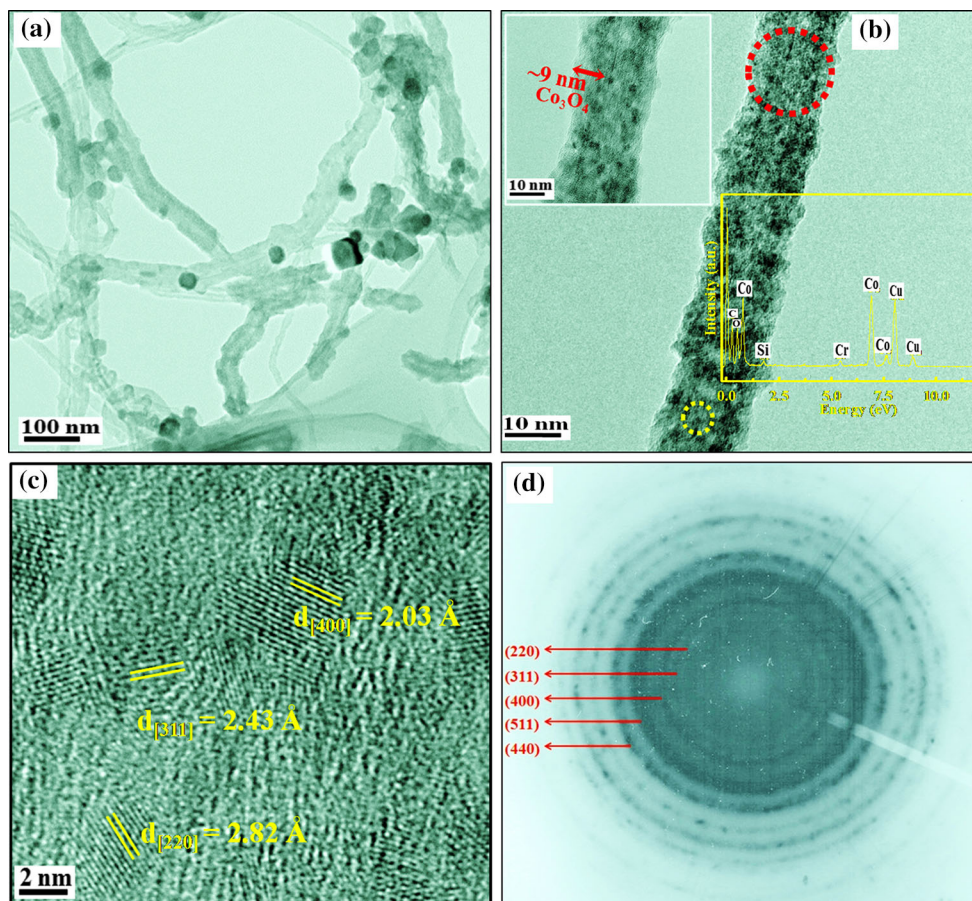 (a)
100 nm
(b)
~9 nm
Co₃O₄
10 nm
Intensity (a.u.)
C
O
Co
Si
Cr
Co
Co
Cu
Cu
0.0 2.5 5.0 7.5 10.0
Energy (eV)
10 nm
(c)
d[400] = 2.03 Å
d[311] = 2.43 Å
d[220] = 2.82 Å
2 nm
(d)
(220)
(311)
(400)
(511)
(440)